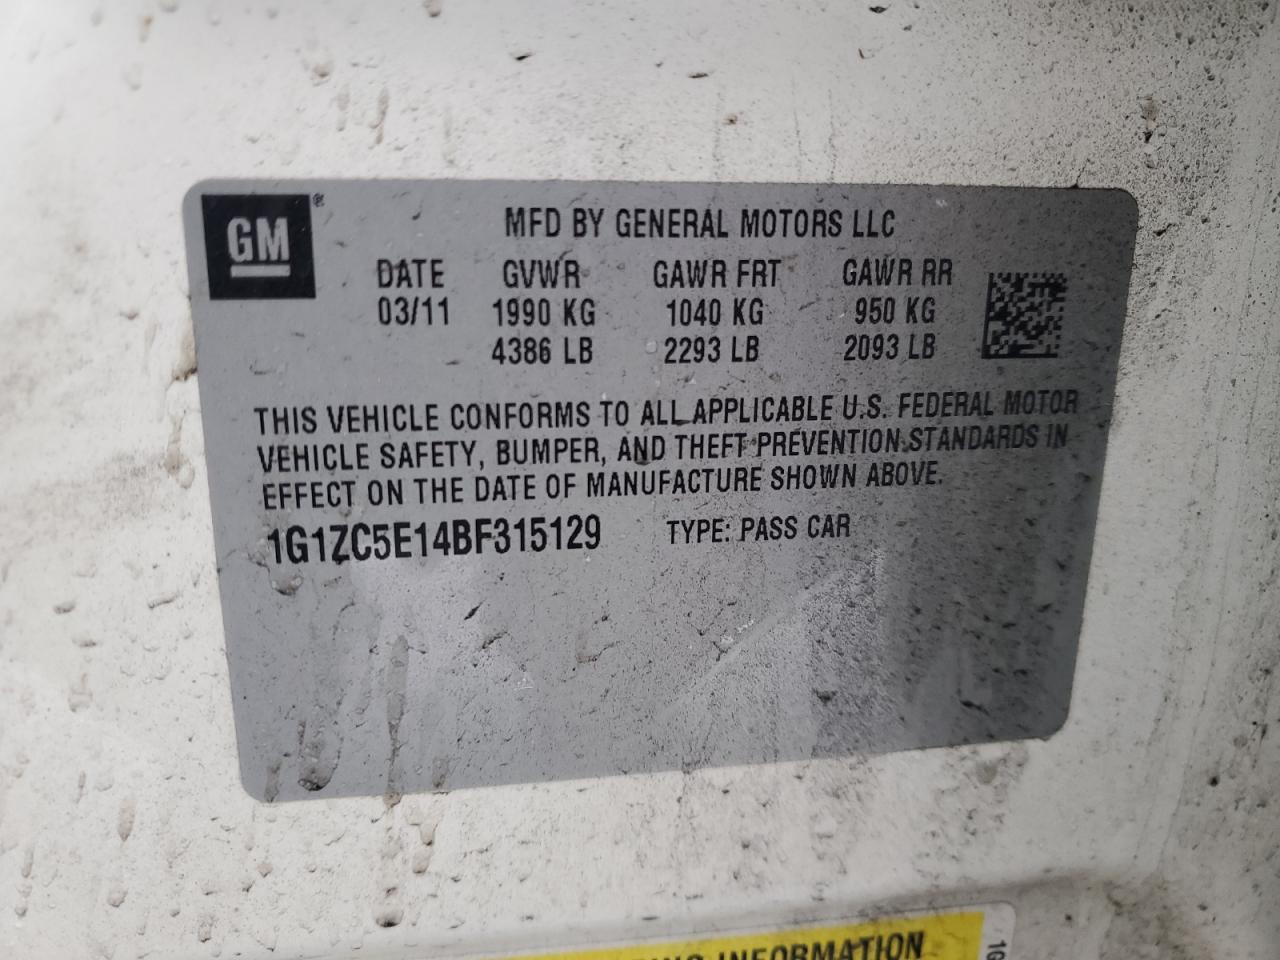 GM®
MFD BY GENERAL MOTORS LLC
DATE GVWR GAWR FRT GAWR RR
03/11 1990 KG 1040 KG 950 KG
4386 LB 2293 LB 2093 LB
THIS VEHICLE CONFORMS TO ALL APPLICABLE U.S. FEDERAL MOTOR
VEHICLE SAFETY, BUMPER, AND THEFT PREVENTION STANDARDS IN
EFFECT ON THE DATE OF MANUFACTURE SHOWN ABOVE.
1G1ZC5E14BF315129 TYPE: PASS CAR
INFORMATION
1G